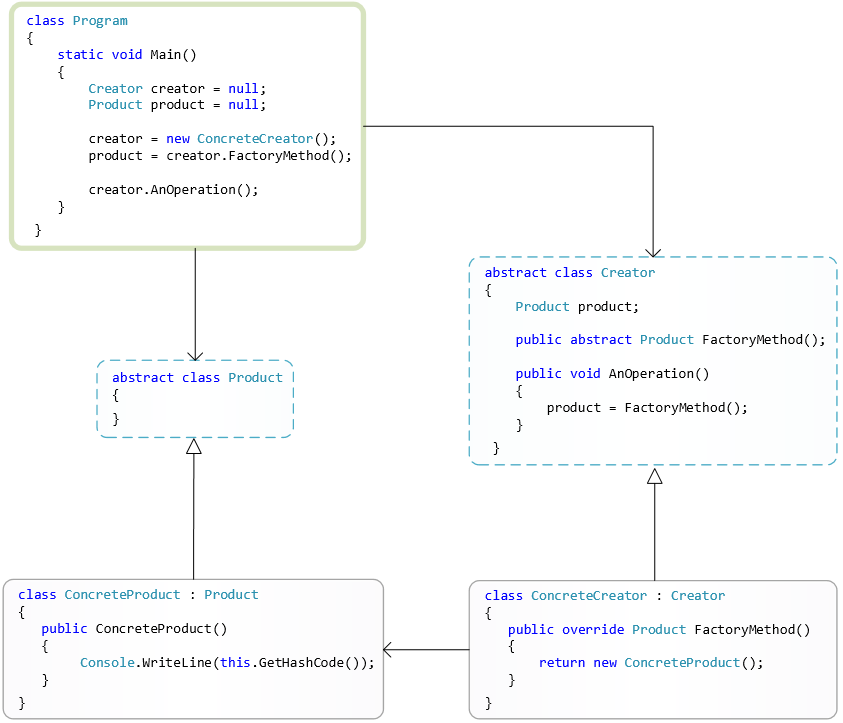 class Program
{
    static void Main()
    {
        Creator creator = null;
        Product product = null;

        creator = new ConcreteCreator();
        product = creator.FactoryMethod();

        creator.AnOperation();
    }
}
abstract class Creator
{
    Product product;

    public abstract Product FactoryMethod();

    public void AnOperation()
    {
        product = FactoryMethod();
    }
}
abstract class Product
{
}
class ConcreteProduct : Product
{
    public ConcreteProduct()
    {
        Console.WriteLine(this.GetHashCode());
    }
}
class ConcreteCreator : Creator
{
    public override Product FactoryMethod()
    {
        return new ConcreteProduct();
    }
}